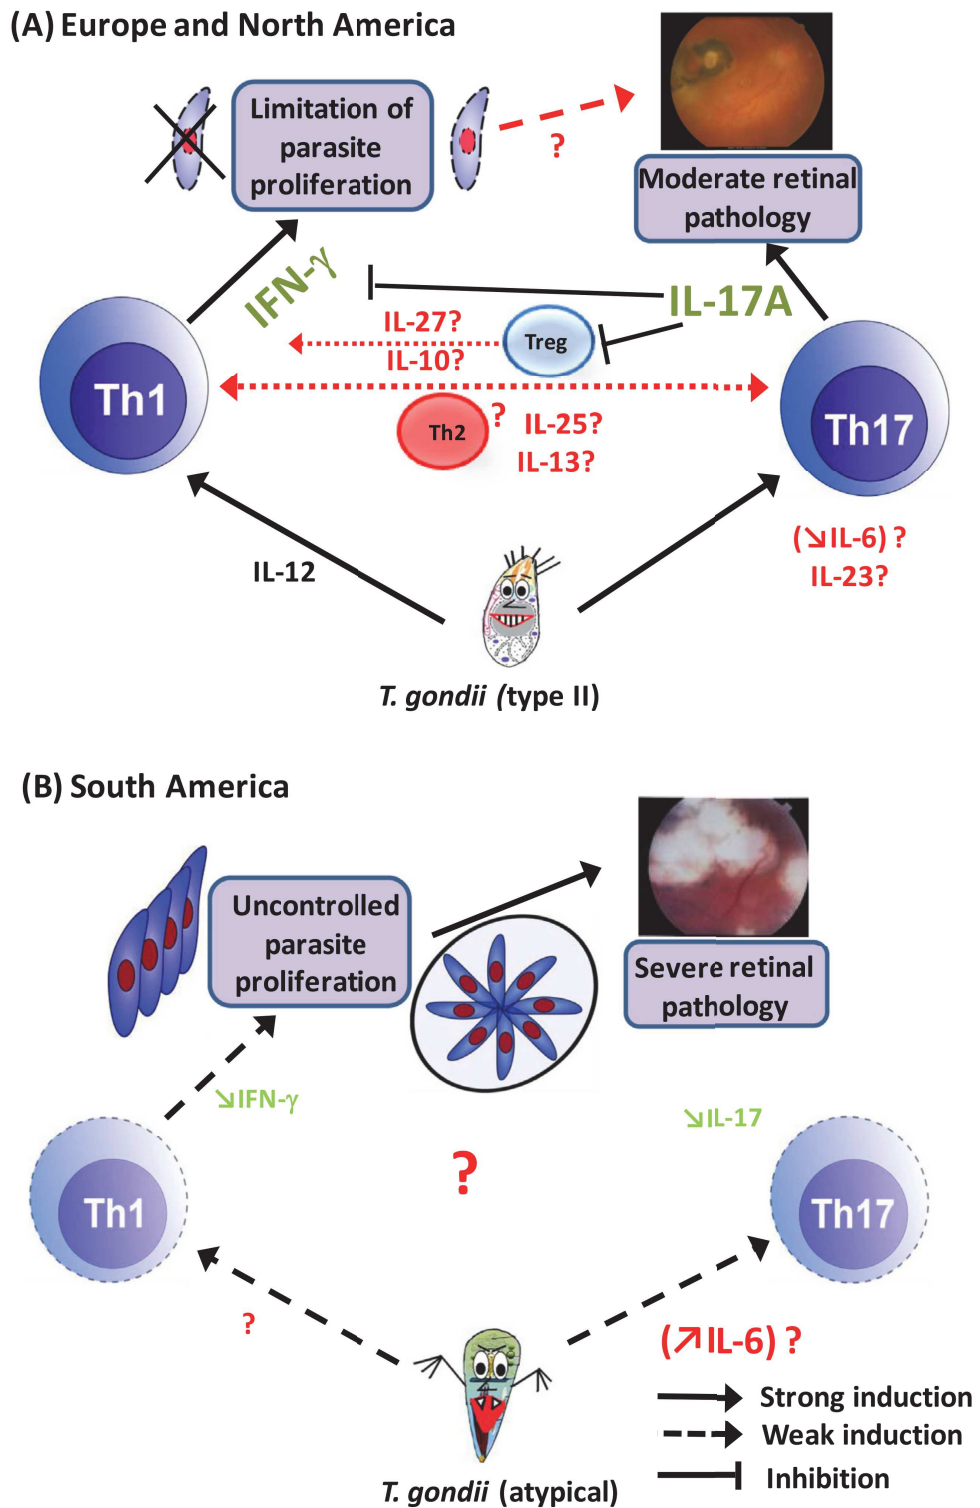 (A) Europe and North America
Limitation of
parasite
proliferation
?
Moderate retinal
pathology
IFN-γ
IL-17A
IL-27?
Treg
IL-10?
Th1
Th2
?
IL-25?
IL-13?
Th17
(↘IL-6) ?
IL-23?
IL-12
T. gondii (type II)
(B) South America
Uncontrolled
parasite
proliferation
Severe retinal
pathology
↘IFN-γ
↘IL-17
?
Th1
Th17
?
(↗IL-6) ?
Strong induction
Weak induction
Inhibition
T. gondii (atypical)